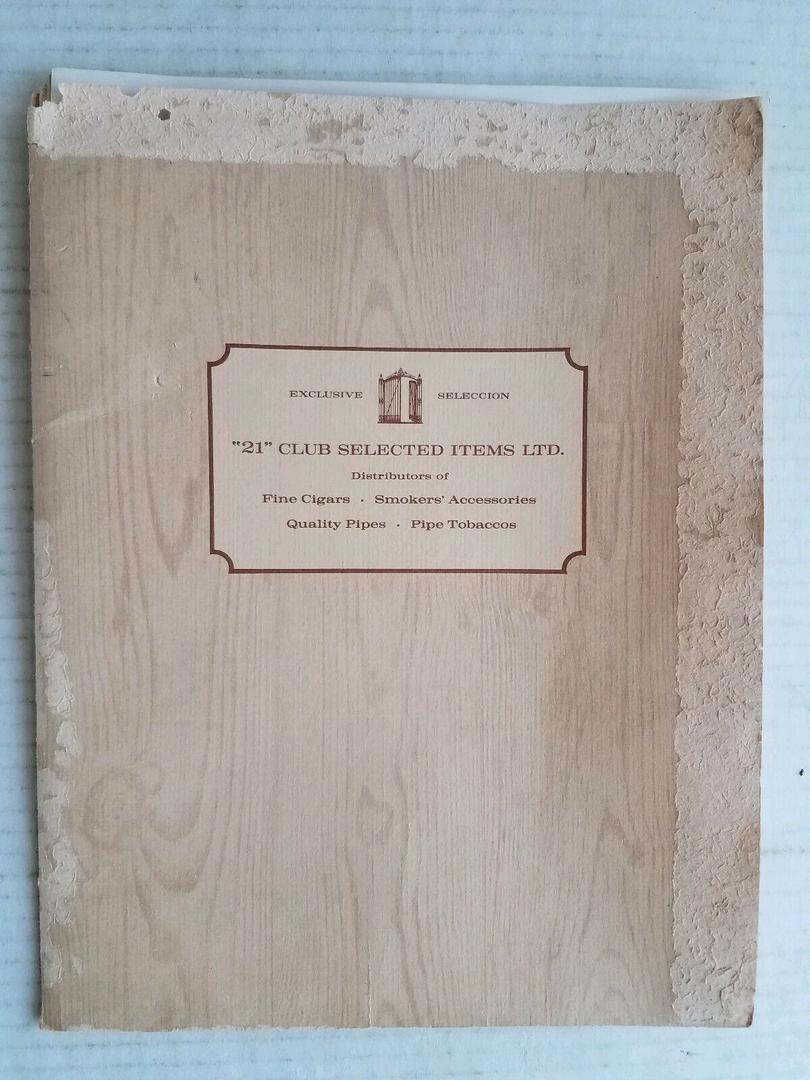 EXCLUSIVE SELECCION
"21" CLUB SELECTED ITEMS LTD.
Distributors of
Fine Cigars · Smokers' Accessories
Quality Pipes · Pipe Tobaccos